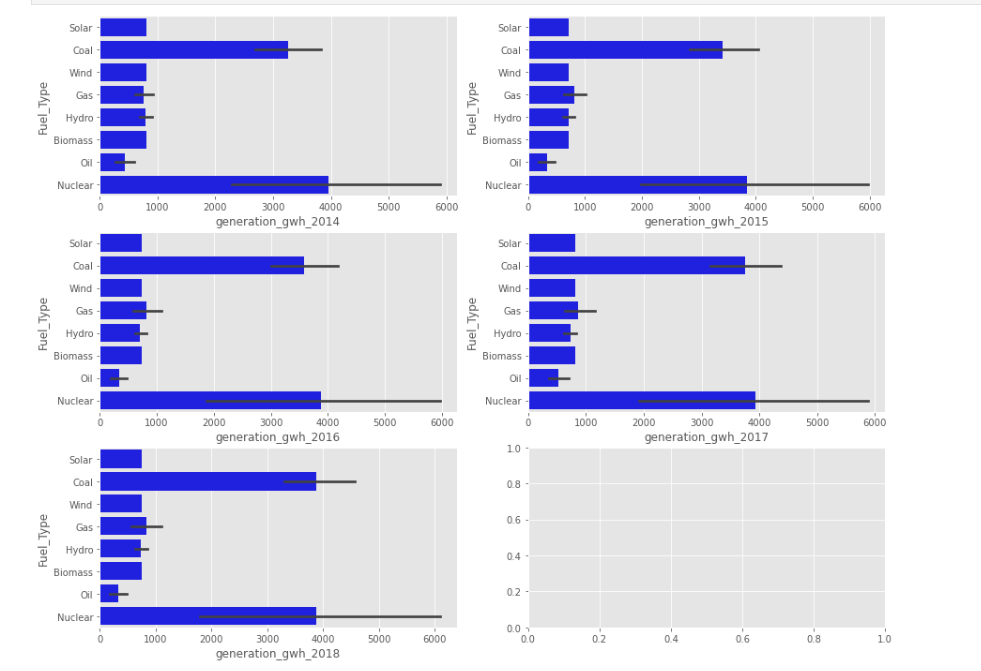 Solar
Coal
Wind
Gas
Hydro
Biomass
Oil
Nuclear
Fuel_Type
0 1000 2000 3000 4000 5000 6000
generation_gwh_2014
Solar
Coal
Wind
Gas
Hydro
Biomass
Oil
Nuclear
Fuel_Type
0 1000 2000 3000 4000 5000 6000
generation_gwh_2015
Solar
Coal
Wind
Gas
Hydro
Biomass
Oil
Nuclear
Fuel_Type
0 1000 2000 3000 4000 5000 6000
generation_gwh_2016
Solar
Coal
Wind
Gas
Hydro
Biomass
Oil
Nuclear
Fuel_Type
0 1000 2000 3000 4000 5000 6000
generation_gwh_2017
Solar
Coal
Wind
Gas
Hydro
Biomass
Oil
Nuclear
Fuel_Type
0 1000 2000 3000 4000 5000 6000
generation_gwh_2018
1.0
0.8
0.6
0.4
0.2
0.0
0.0 0.2 0.4 0.6 0.8 1.0